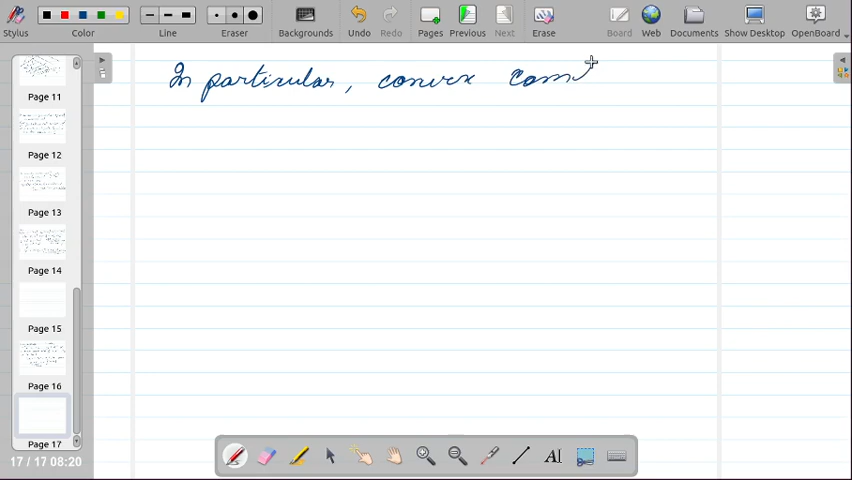 Stylus
Color
Line
Eraser
Backgrounds
Undo
Redo
Pages
Previous
Next
Erase
Board
Web
Documents
Show Desktop
OpenBoard
In particular, convex com
Page 11
Page 12
Page 13
Page 14
Page 15
Page 16
Page 17
17 / 17 08:20